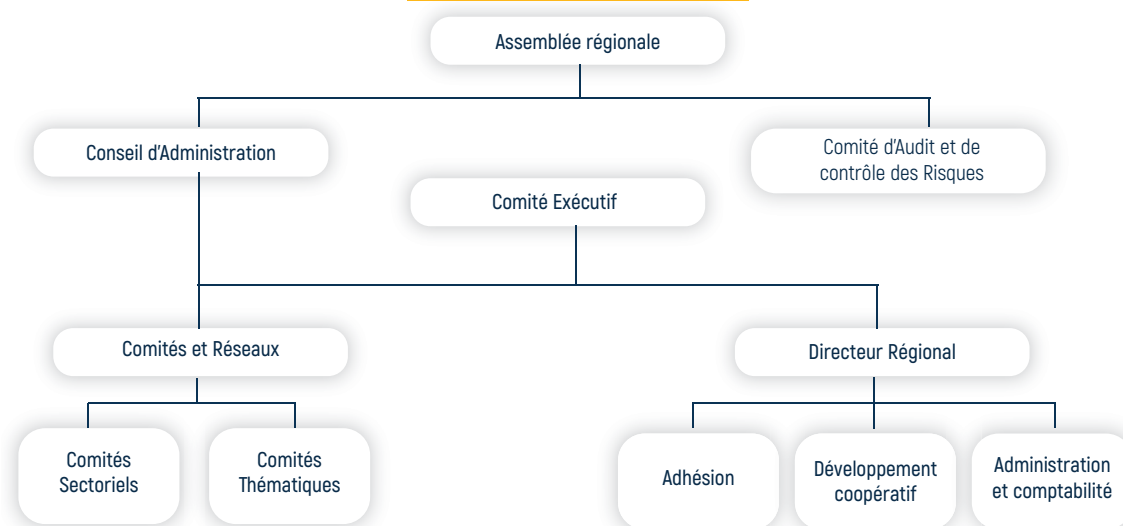 Assemblée régionale
Conseil d'Administration
Comité d'Audit et de
contrôle des Risques
Comité Exécutif
Comités et Réseaux
Directeur Régional
Comités
Sectoriels
Comités
Thématiques
Adhésion
Développement
coopératif
Administration
et comptabilité